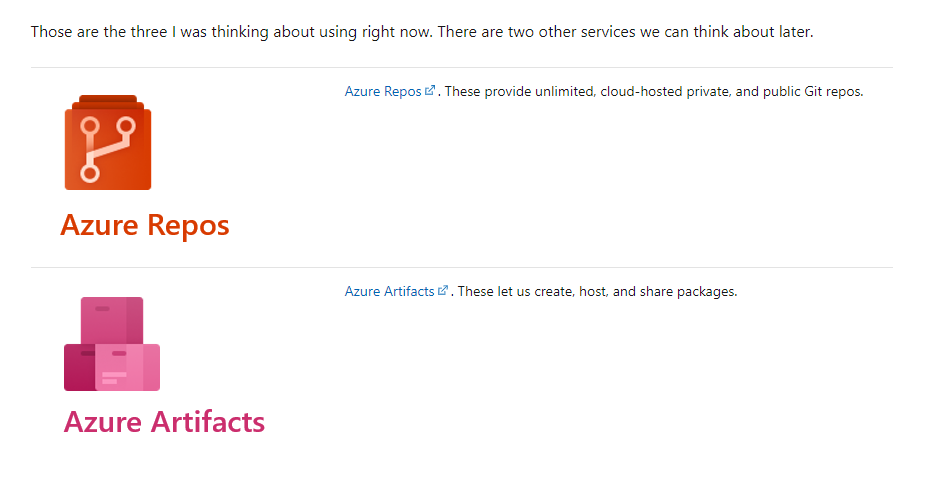 Those are the three I was thinking about using right now. There are two other services we can think about later.
Azure Repos. These provide unlimited, cloud-hosted private, and public Git repos.
Azure Repos
Azure Artifacts. These let us create, host, and share packages.
Azure Artifacts